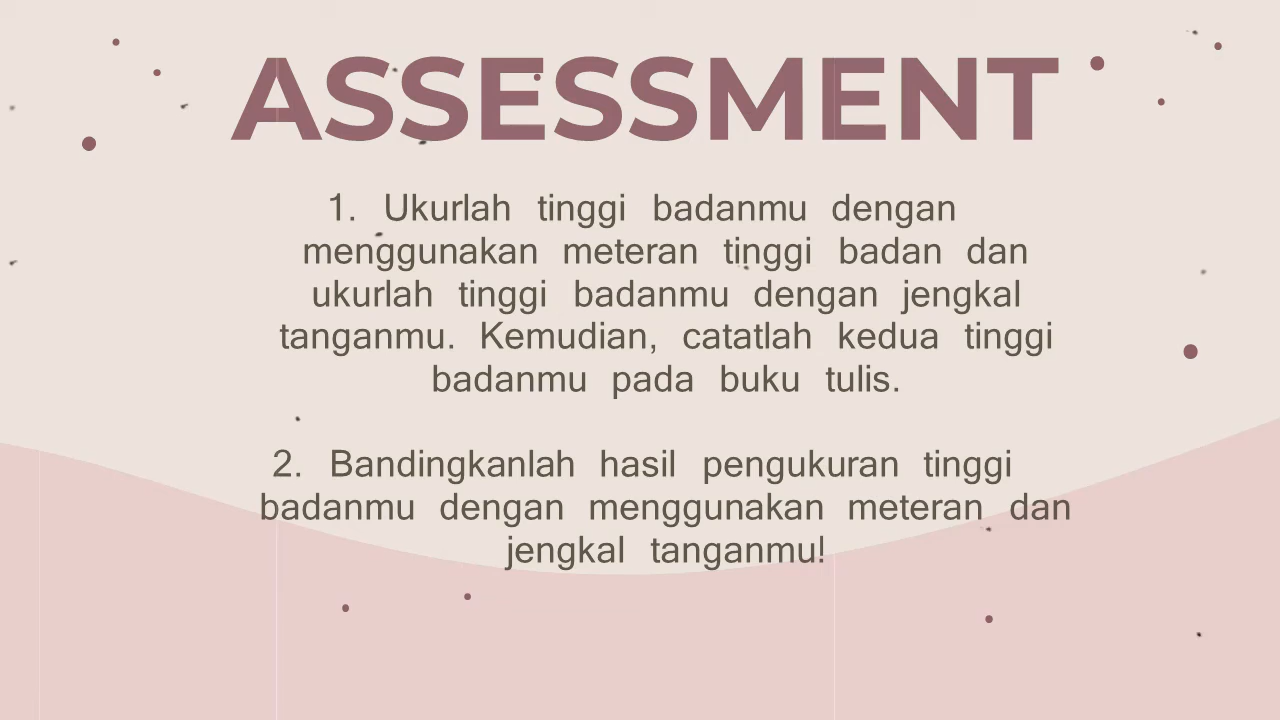 ASSESSMENT
1. Ukurlah tinggi badanmu dengan
menggunakan meteran tinggi badan dan
ukurlah tinggi badanmu dengan jengkal
tanganmu. Kemudian, catatlah kedua tinggi
badanmu pada buku tulis.
2. Bandingkanlah hasil pengukuran tinggi
badanmu dengan menggunakan meteran dan
jengkal tanganmu!